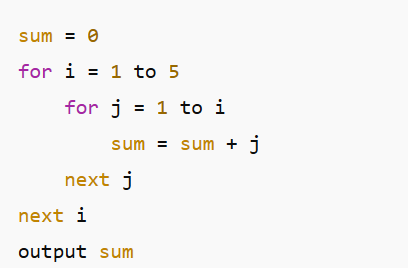 sum = 0
for i = 1 to 5
    for j = 1 to i
        sum = sum + j
    next j
next i
output sum